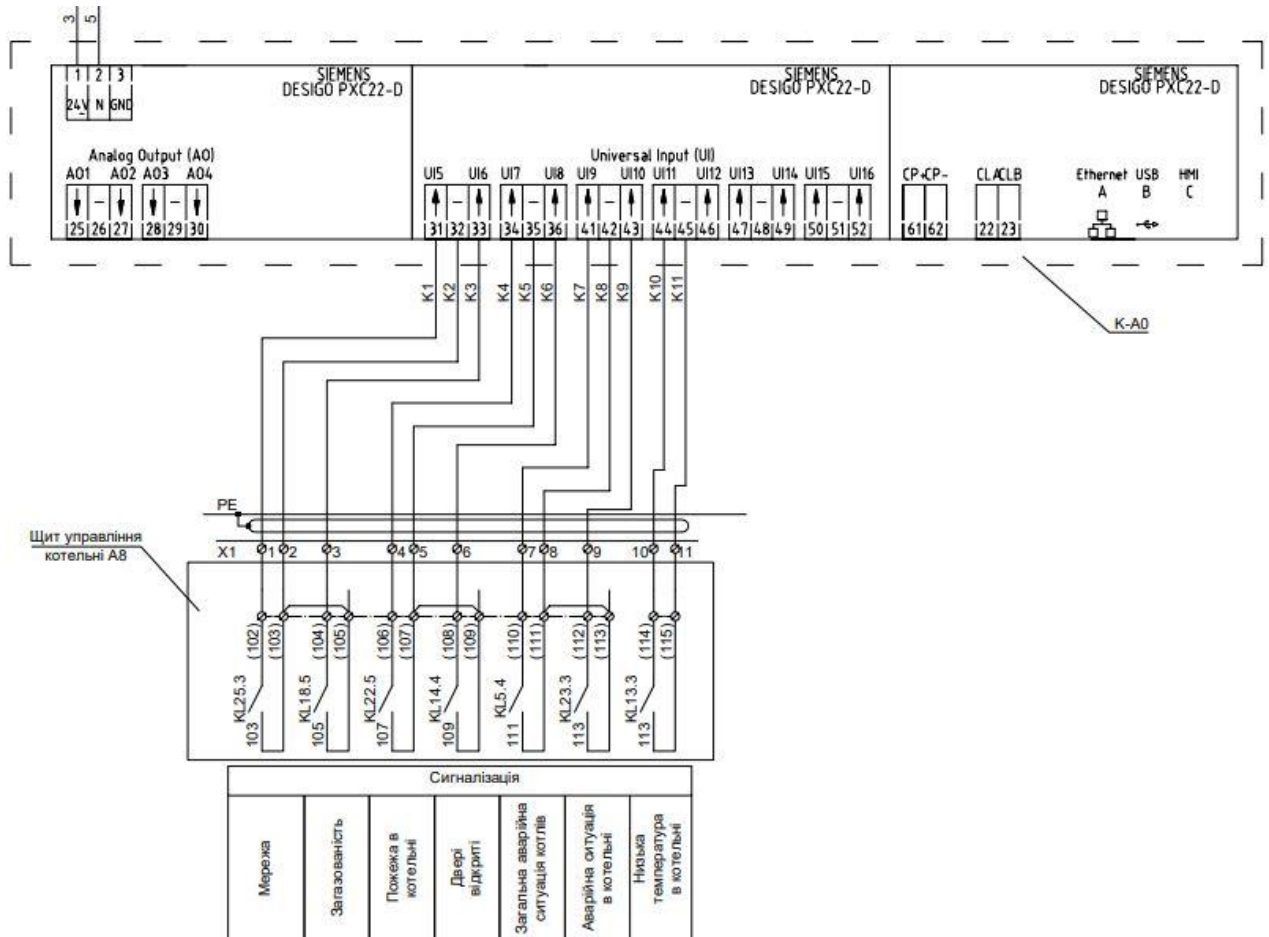 3 5
SIEMENS
DESIGO PXC22-D
SIEMENS
DESIGO PXC22-D
SIEMENS
DESIGO PXC22-D
1 2 3
24V N GND
Analog Output (AO)
AO1 AO2 AO3 AO4
25 26 27 28 29 30
Universal Input (UI)
UI5 UI6 UI7 UI8 UI9 UI10 UI11 UI12 UI13 UI14 UI15 UI16
31 32 33 34 35 36 41 42 43 44 45 46 47 48 49 50 51 52
CP+ CP- CLA CLB
61 62 22 23
Ethernet USB HMI
A B C
K1 K2 K3 K4 K5 K6 K7 K8 K9 K10 K11
K-A0
PE
Щит управління
котельні А8
X1 1 2 3 4 5 6 7 8 9 10 11
(102) (103) (104) (105) (106) (107) (108) (109) (110) (111) (112) (113) (114) (115)
KL25.3 KL18.5 KL22.5 KL14.4 KL5.4 KL23.3 KL13.3
103 105 107 109 111 113 113
Сигналізація
Мережа
Загазованість
Пожежа в
котельні
Двері
відкриті
Загальна аварійна
ситуація котлів
Аварійна ситуація
в котельні
Низька
температура
в котельні